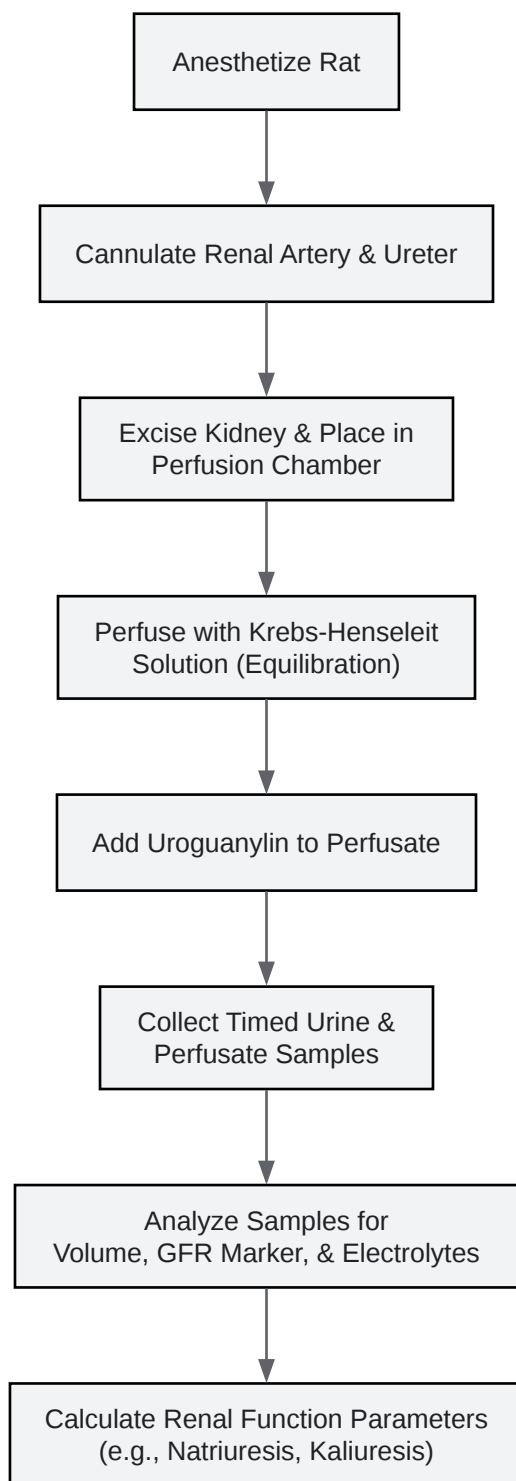 Anesthetize Rat
Cannulate Renal Artery & Ureter
Excise Kidney & Place in
Perfusion Chamber
Perfuse with Krebs-Henseleit
Solution (Equilibration)
Add Uroguanylin to Perfusate
Collect Timed Urine &
Perfusate Samples
Analyze Samples for
Volume, GFR Marker, & Electrolytes
Calculate Renal Function Parameters
(e.g., Natriuresis, Kaliuresis)